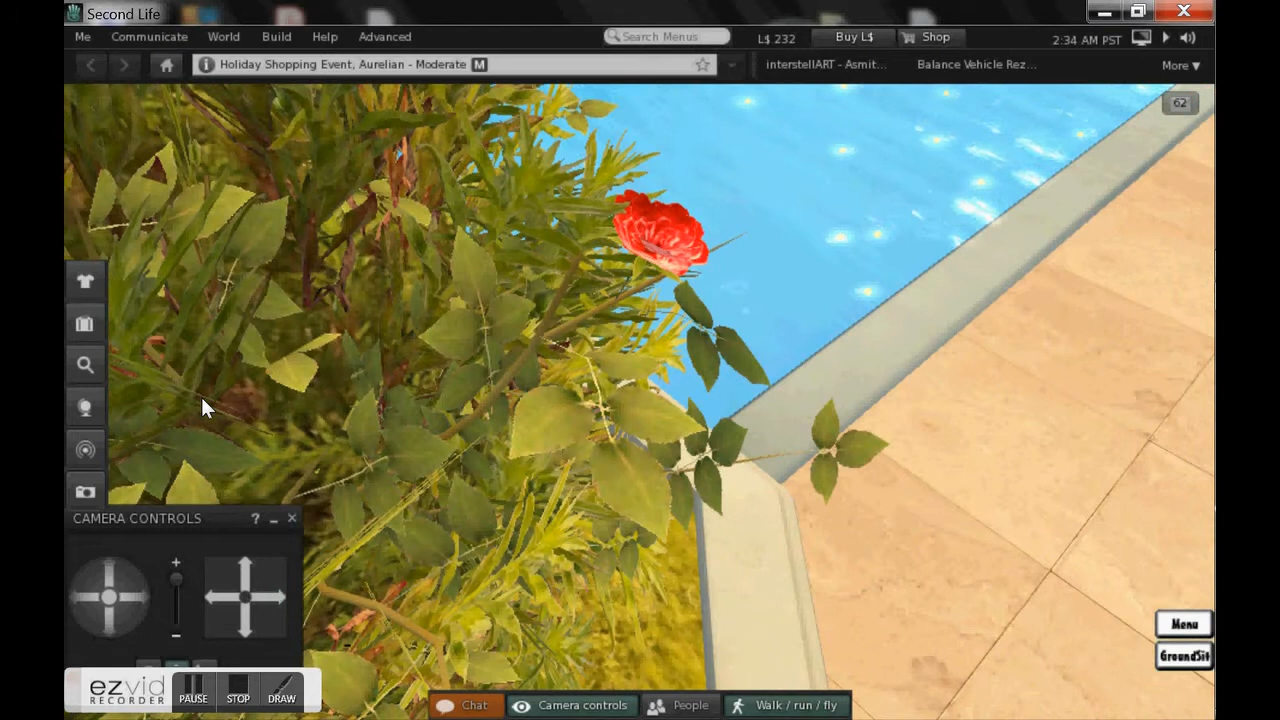 Second Life
Me Communicate World Build Help Advanced Search Menus L$ 232 Buy L$ Shop 2:34 AM PST
Holiday Shopping Event, Aurelian - Moderate M interstellART - Asmit... Balance Vehicle Rez... More
62
CAMERA CONTROLS ?
Menu
GroundSit
ezvid
RECORDER
PAUSE STOP DRAW
Chat Camera controls People Walk / run / fly